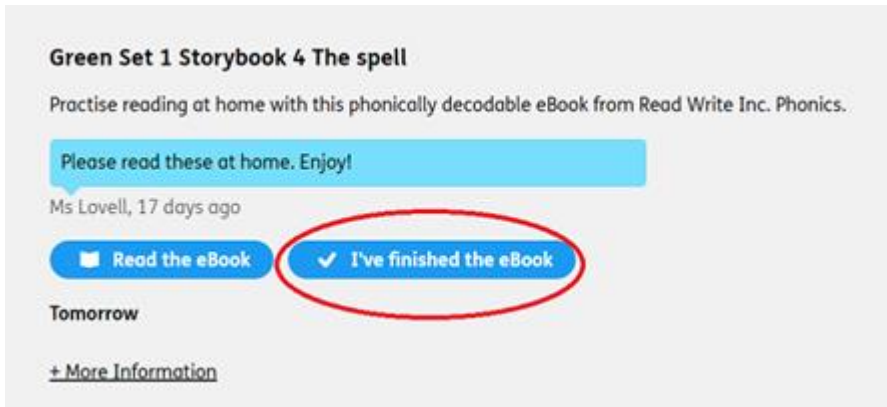 Green Set 1 Storybook 4 The spell
Practise reading at home with this phonically decodable eBook from Read Write Inc. Phonics.
Please read these at home. Enjoy!
Ms Lovell, 17 days ago
Read the eBook I've finished the eBook
Tomorrow
+ More Information